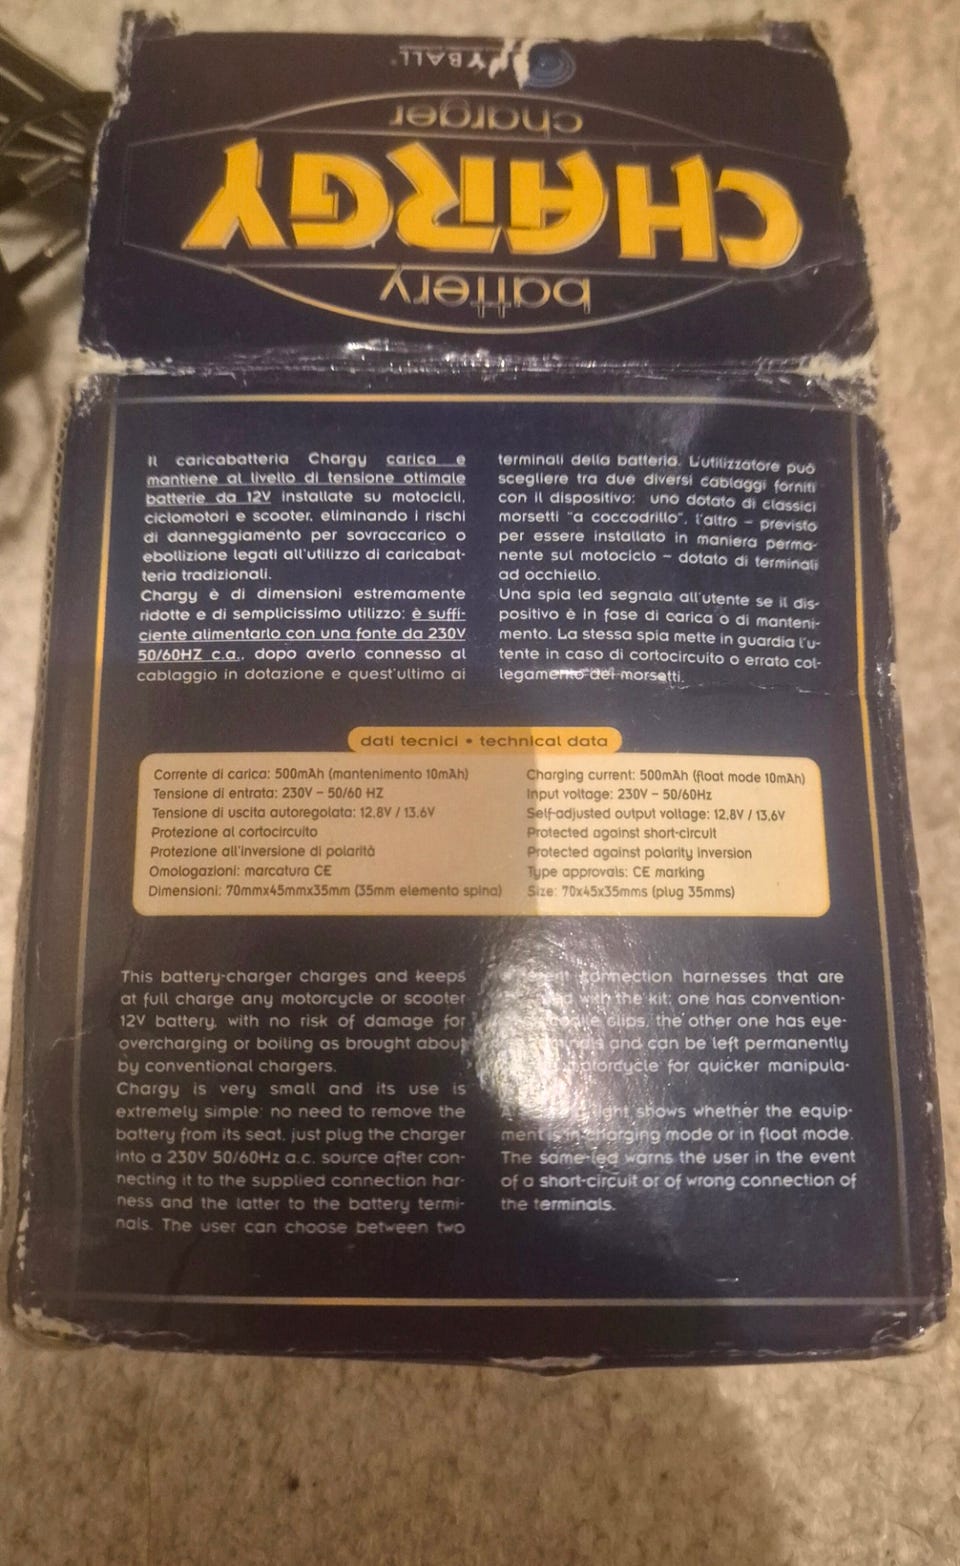 YBALL®
battery
CHARGY
charger
Il caricabatteria Chargy carica e
mantiene al livello di tensione ottimale
batterie da 12V installate su motocicli,
ciclomotori e scooter, eliminando i rischi
di danneggiamento per sovraccarico o
ebollizione legati all'utilizzo di caricabat-
teria tradizionali.
Chargy è di dimensioni estremamente
ridotte e di semplicissimo utilizzo: è suffi-
ciente alimentarlo con una fonte da 230V
50/60HZ c.a., dopo averlo connesso al
cablaggio in dotazione e quest'ultimo ai
terminali della batteria. L'utilizzatore può
scegliere tra due diversi cablaggi forniti
con il dispositivo: uno dotato di classici
morsetti "a coccodrillo", l'altro – previsto
per essere installato in maniera perma-
nente sul motociclo – dotato di terminali
ad occhiello.
Una spia led segnala all'utente se il dis-
positivo è in fase di carica o di manteni-
mento. La stessa spia mette in guardia l'u-
tente in caso di cortocircuito o errato col-
legamento dei morsetti.
dati tecnici • technical data
Corrente di carica: 500mAh (mantenimento 10mAh)
Tensione di entrata: 230V – 50/60 HZ
Tensione di uscita autoregolata: 12.8V / 13.6V
Protezione al cortocircuito
Protezione all'inversione di polarità
Omologazioni: marcatura CE
Dimensioni: 70mmx45mmx35mm (35mm elemento spina)
Charging current: 500mAh (float mode 10mAh)
Input voltage: 230V – 50/60Hz
Self-adjusted output voltage: 12.8V / 13.6V
Protected against short-circuit
Protected against polarity inversion
Type approvals: CE marking
Size: 70x45x35mms (plug 35mms)
This battery-charger charges and keeps
at full charge any motorcycle or scooter
12V battery, with no risk of damage for
overcharging or boiling as brought about
by conventional chargers.
Chargy is very small and its use is
extremely simple: no need to remove the
battery from its seat, just plug the charger
into a 230V 50/60Hz a.c. source after con-
necting it to the supplied connection har-
ness and the latter to the battery termi-
nals. The user can choose between two
connection harnesses that are
with the kit: one has convention-
clips, the other one has eye-
and can be left permanently
motorcycle for quicker manipula-
light shows whether the equip-
ment is in charging mode or in float mode.
The same led warns the user in the event
of a short-circuit or of wrong connection of
the terminals.